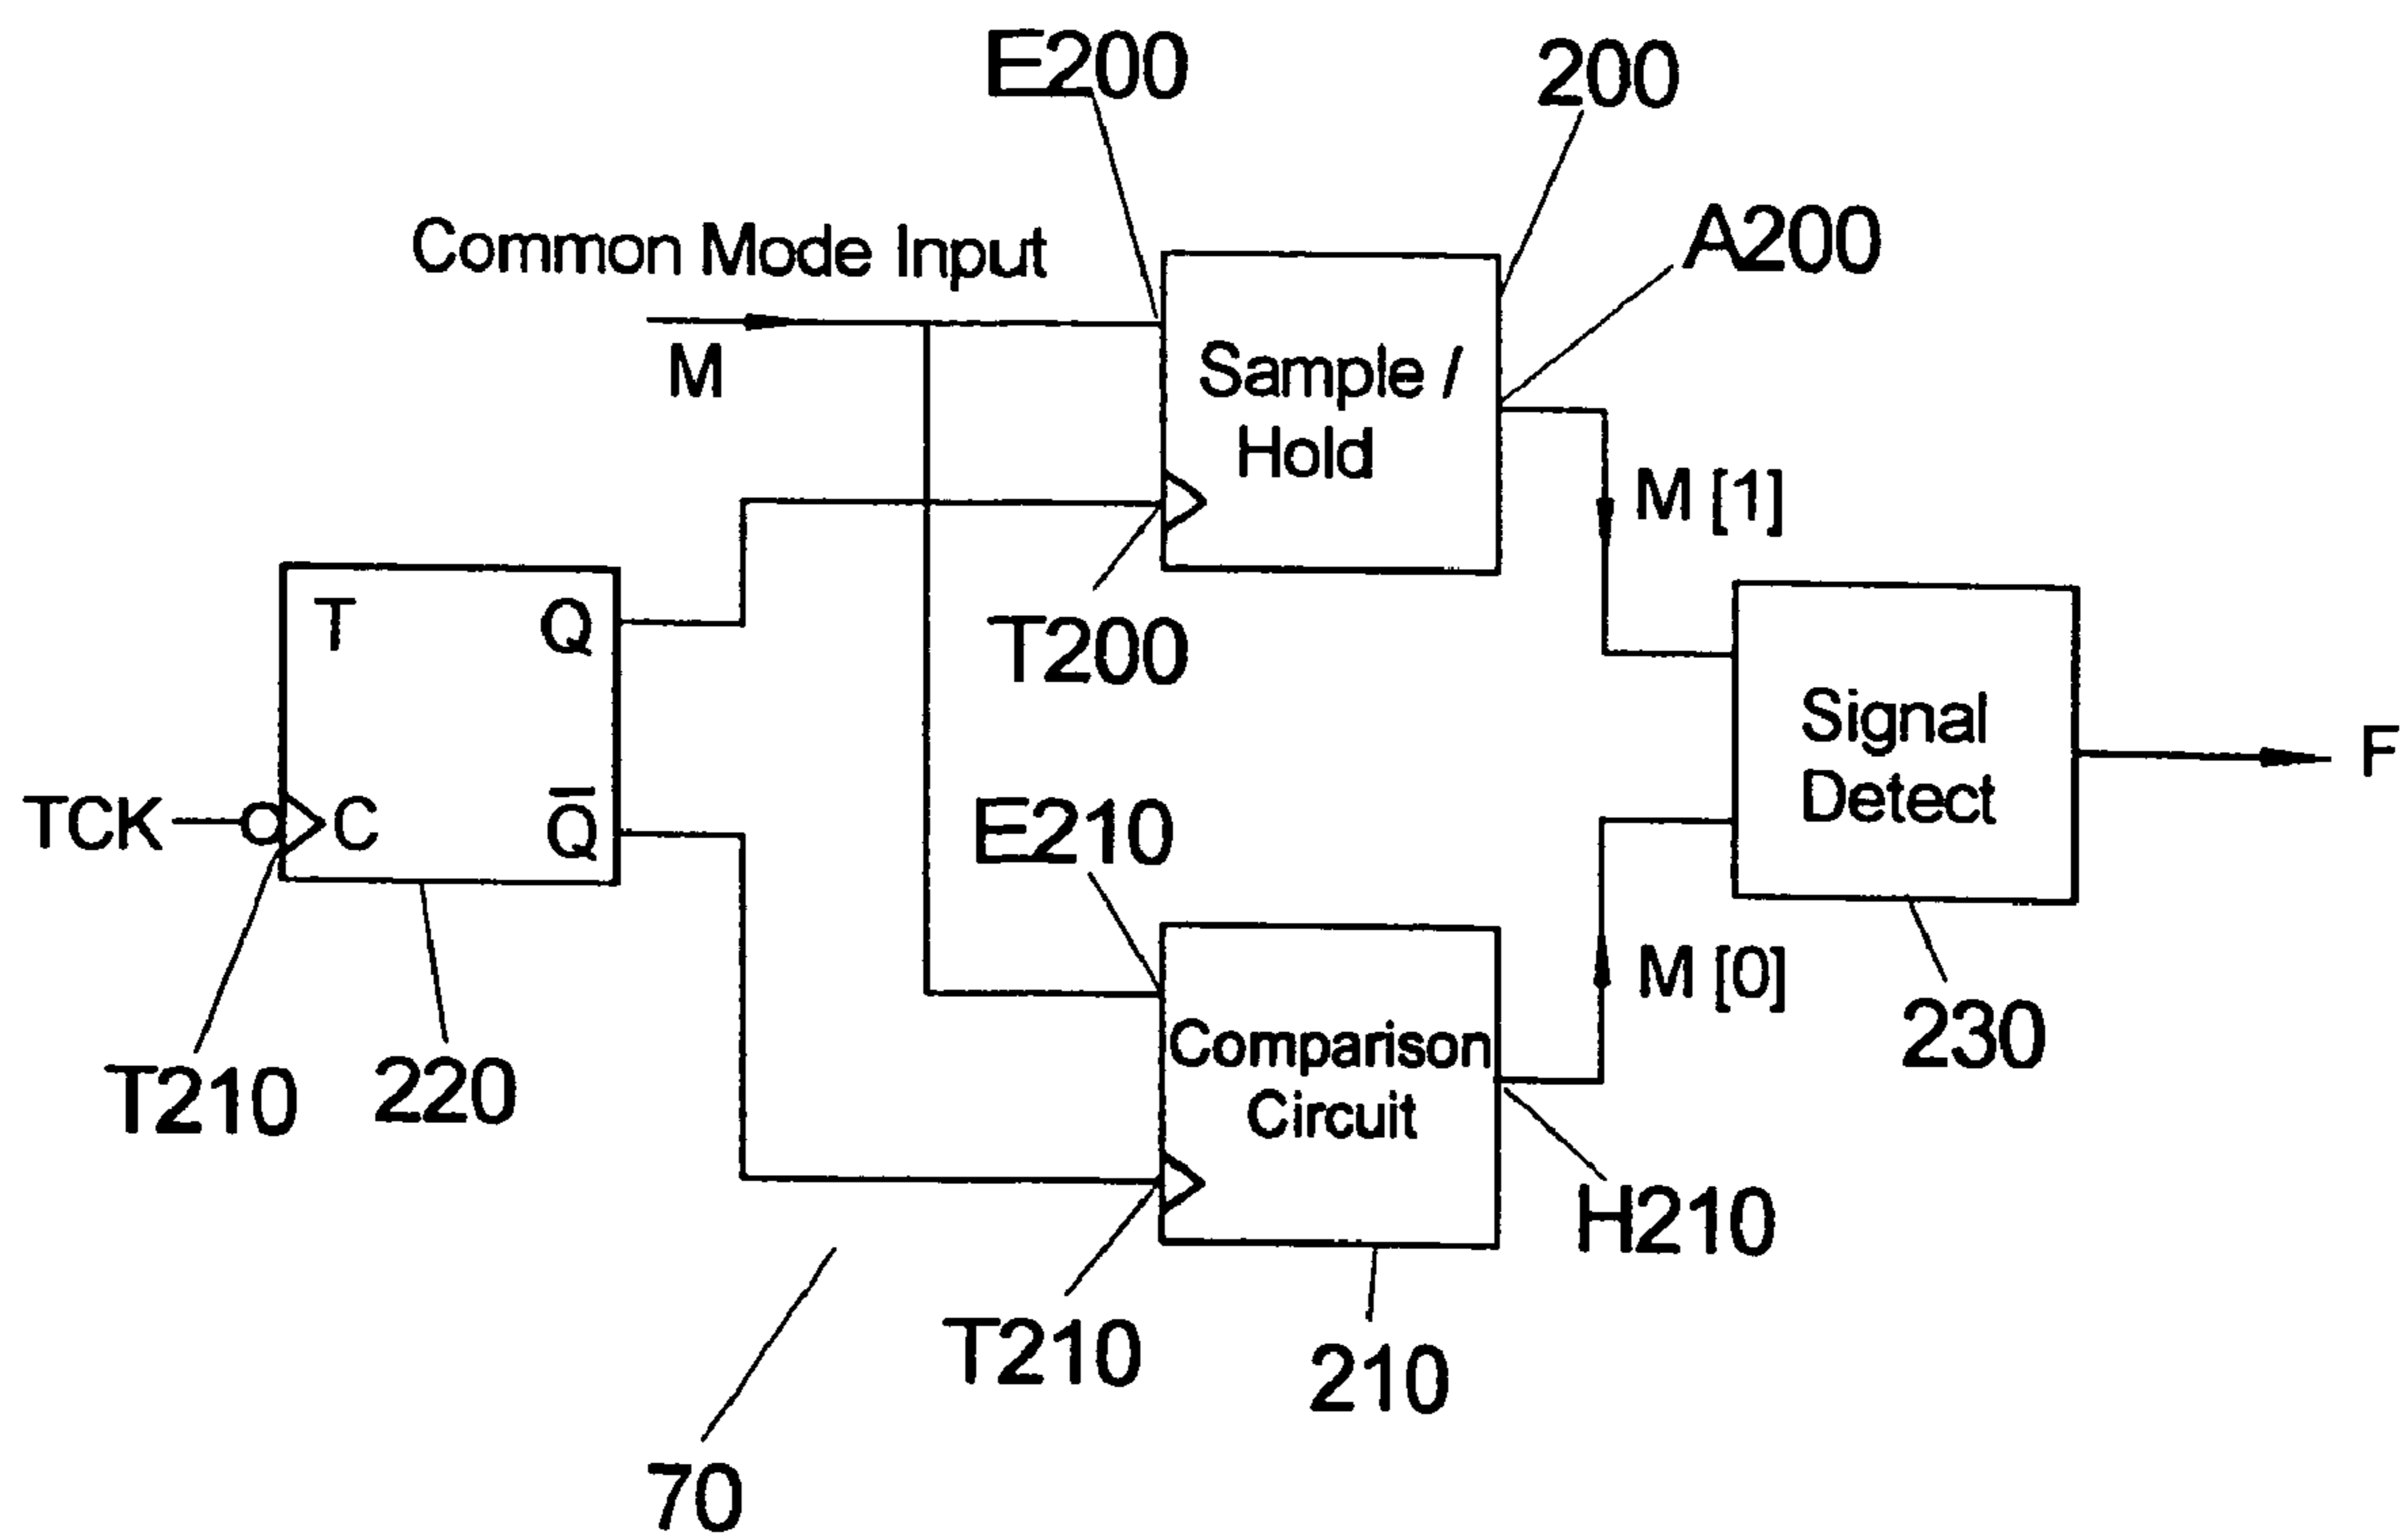 E200
200
A200
Common Mode Input
M
Sample /
Hold
M [1]
T Q
T200
Signal
Detect
F
TCK
C Q̅
E210
M [0]
230
Comparison
Circuit
T210
220
H210
T210
210
70